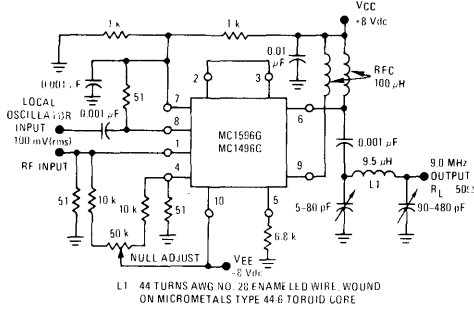 VCC
+8 Vdc
1 k
1 k
0.01
µF
RFC
100 µH
0.001 µF
2
3
LOCAL
OSCILLATOR
INPUT
100 mV(rms)
0.001 µF
51
7
8
MC1596G
MC1496G
6
0.001 µF
RF INPUT
1
4
9
9.5 µH
L1
9.0 MHz
OUTPUT
RL 50Ω
51
10 k
10 k
51
10
5
5-80 pF
90-480 pF
50 k
6.8 k
NULL ADJUST
VEE
-8 Vdc
L1 44 TURNS AWG NO. 28 ENAMELED WIRE, WOUND
ON MICROMETALS TYPE 44-6 TOROID CORE